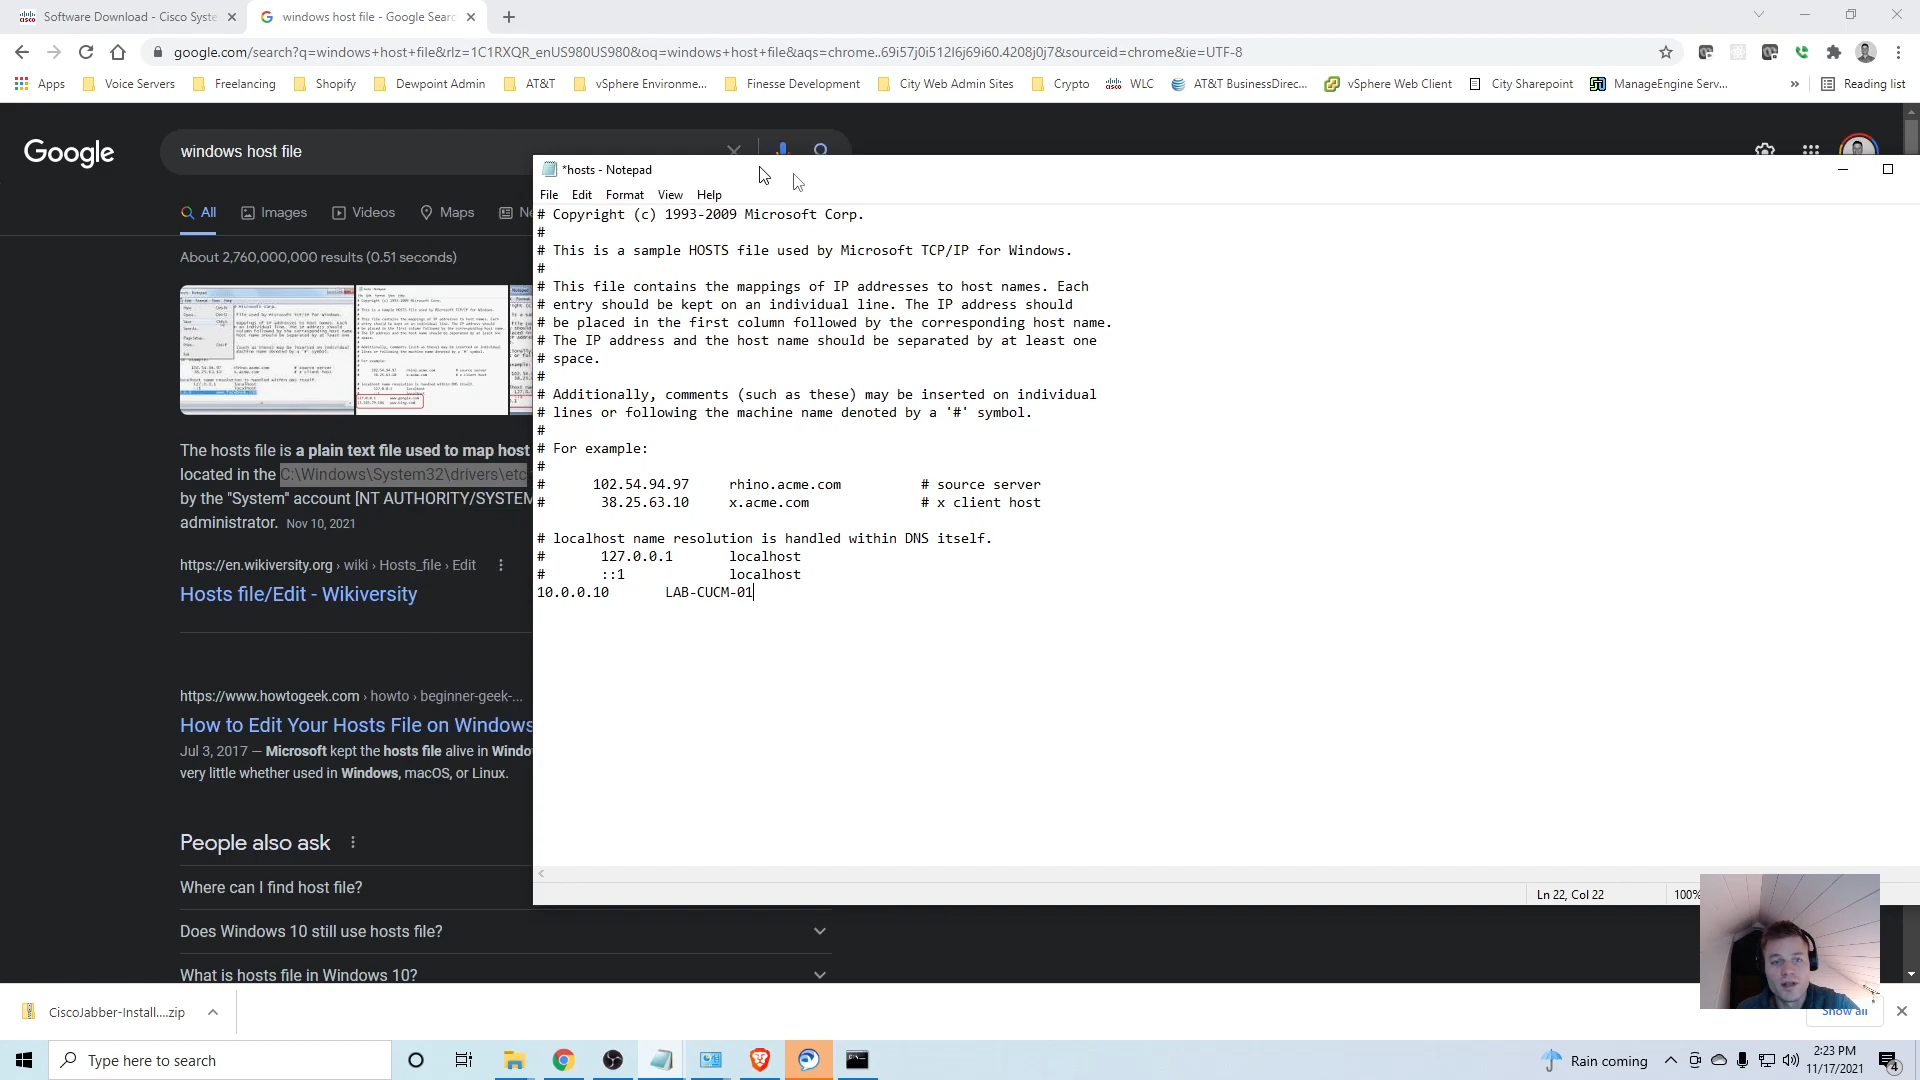 Software Download - Cisco Syste
windows host file - Google Searc
google.com/search?q=windows+host+file&rlz=1C1RXQR_enUS980US980&oq=windows+host+file&aqs=chrome..69i57j0i512l6j69i60.4208j0j7&sourceid=chrome&ie=UTF-8
Apps
Voice Servers
Freelancing
Shopify
Dewpoint Admin
AT&T
vSphere Environme...
Finesse Development
City Web Admin Sites
Crypto
WLC
AT&T BusinessDirec...
vSphere Web Client
City Sharepoint
ManageEngine Serv...
»
Reading list
Google
windows host file
All
Images
Videos
Maps
Ne
About 2,760,000,000 results (0.51 seconds)
The hosts file is a plain text file used to map host
located in the C:\Windows\System32\drivers\etc
by the "System" account [NT AUTHORITY/SYSTEM
administrator. Nov 10, 2021
https://en.wikiversity.org › wiki › Hosts_file › Edit
Hosts file/Edit - Wikiversity
https://www.howtogeek.com › howto › beginner-geek-...
How to Edit Your Hosts File on Windows
Jul 3, 2017 — Microsoft kept the hosts file alive in Windo
very little whether used in Windows, macOS, or Linux.
People also ask
Where can I find host file?
Does Windows 10 still use hosts file?
What is hosts file in Windows 10?
*hosts - Notepad
File Edit Format View Help
# Copyright (c) 1993-2009 Microsoft Corp.
#
# This is a sample HOSTS file used by Microsoft TCP/IP for Windows.
#
# This file contains the mappings of IP addresses to host names. Each
# entry should be kept on an individual line. The IP address should
# be placed in the first column followed by the corresponding host name.
# The IP address and the host name should be separated by at least one
# space.
#
# Additionally, comments (such as these) may be inserted on individual
# lines or following the machine name denoted by a '#' symbol.
#
# For example:
#
# 102.54.94.97 rhino.acme.com # source server
# 38.25.63.10 x.acme.com # x client host
# localhost name resolution is handled within DNS itself.
# 127.0.0.1 localhost
# ::1 localhost
10.0.0.10 LAB-CUCM-01
Ln 22, Col 22
100%
CiscoJabber-Install....zip
Show all
Type here to search
Rain coming
2:23 PM
11/17/2021
4